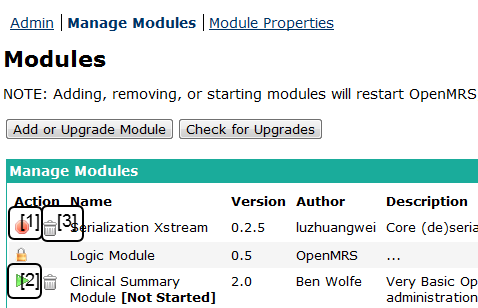 Admin | Manage Modules | Module Properties
Modules
NOTE: Adding, removing, or starting modules will restart OpenMRS
Add or Upgrade Module Check for Upgrades
Manage Modules
Action Name Version Author Description
[1] [3] Serialization Xstream 0.2.5 luzhuangwei Core (de)seria
Logic Module 0.5 OpenMRS ...
[2] Clinical Summary 2.0 Ben Wolfe Very Basic Op
Module [Not Started] administration